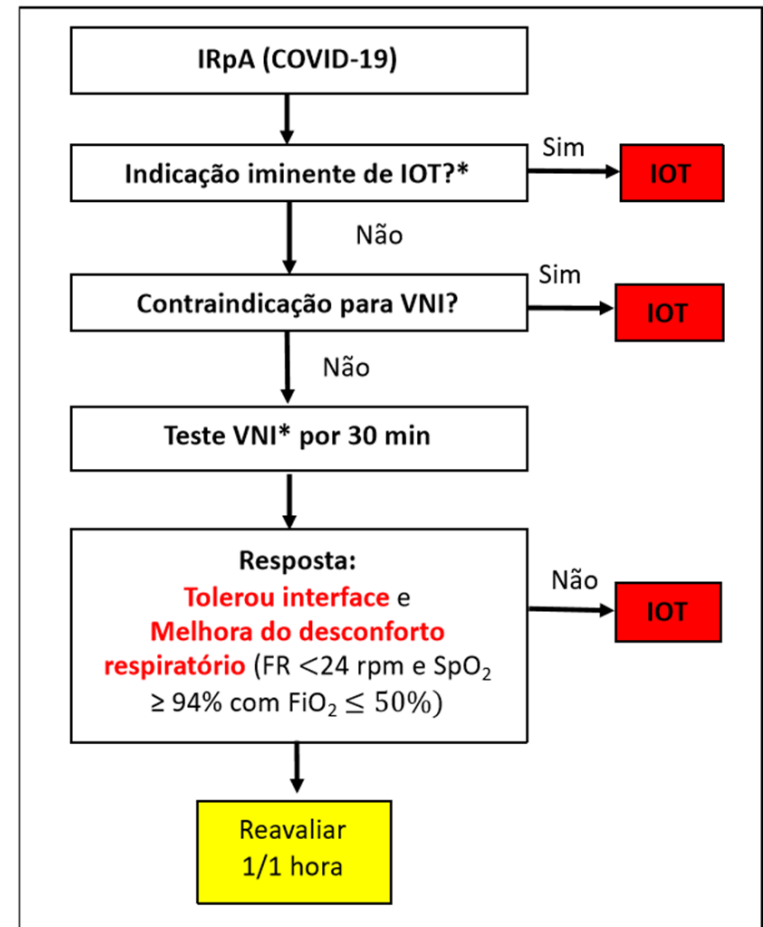 IRpA (COVID-19)
Indicação iminente de IOT?*
Sim
IOT
Não
Contraindicação para VNI?
Sim
IOT
Não
Teste VNI* por 30 min
Resposta:
Tolerou interface e
Melhora do desconforto
respiratório (FR <24 rpm e SpO₂
≥ 94% com FiO₂ ≤ 50%)
Não
IOT
Reavaliar
1/1 hora